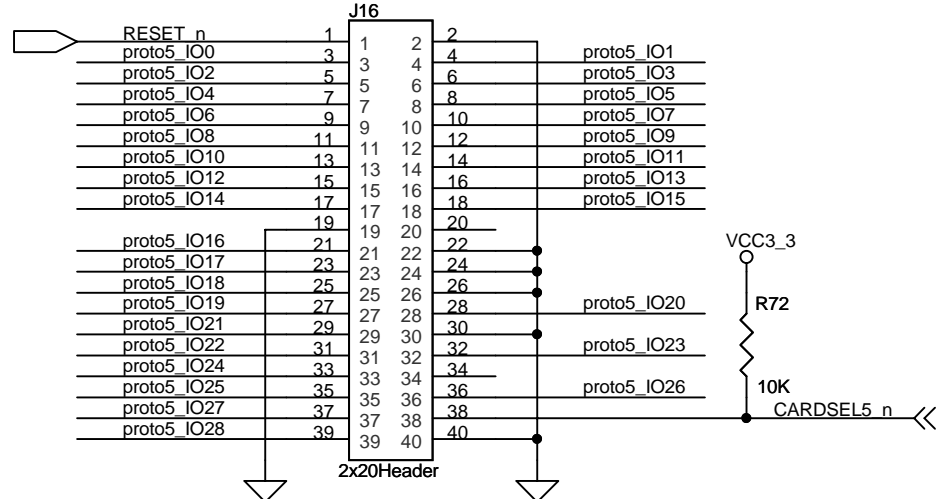 J16
RESET_n 1 1 2 2
proto5_IO0 3 3 4 4 proto5_IO1
proto5_IO2 5 5 6 6 proto5_IO3
proto5_IO4 7 7 8 8 proto5_IO5
proto5_IO6 9 9 10 10 proto5_IO7
proto5_IO8 11 11 12 12 proto5_IO9
proto5_IO10 13 13 14 14 proto5_IO11
proto5_IO12 15 15 16 16 proto5_IO13
proto5_IO14 17 17 18 18 proto5_IO15
19 19 20 20
proto5_IO16 21 21 22 22 VCC3_3
proto5_IO17 23 23 24 24
proto5_IO18 25 25 26 26
proto5_IO19 27 27 28 28 proto5_IO20 R72
proto5_IO21 29 29 30 30
proto5_IO22 31 31 32 32 proto5_IO23
proto5_IO24 33 33 34 34
proto5_IO25 35 35 36 36 proto5_IO26 10K
proto5_IO27 37 37 38 38 CARDSEL5_n
proto5_IO28 39 39 40 40
2x20Header